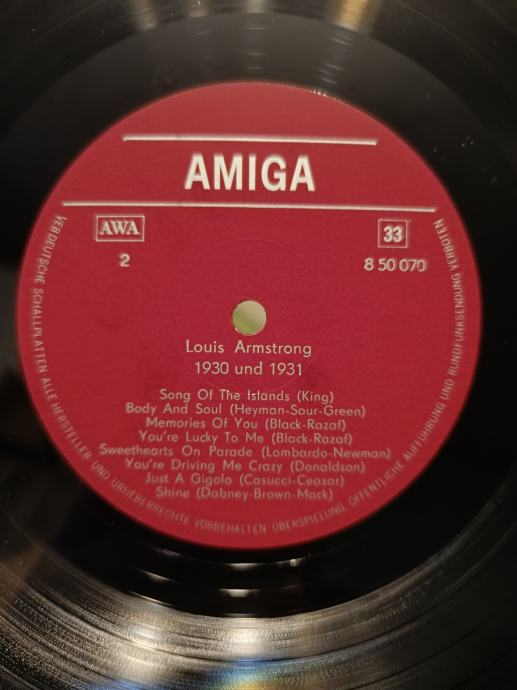 AMIGA
AWA
33
2
8 50 070
Louis Armstrong
1930 und 1931
Song Of The Islands (King)
Body And Soul (Heyman-Sour-Green)
Memories Of You (Black-Razaf)
You're Lucky To Me (Black-Razaf)
Sweethearts On Parade (Lombardo-Newman)
You're Driving Me Crazy (Donaldson)
Just A Gigolo (Casucci-Ceasar)
Shine (Dabney-Brown-Mack)
VEB DEUTSCHE SCHALLPLATTEN ALLE HERSTELLER- UND URHEBERRECHTE VORBEHALTEN ÜBERSPIELUNG, ÖFFENTLICHE AUFFÜHRUNG UND RUNDFUNKSENDUNG VERBOTEN